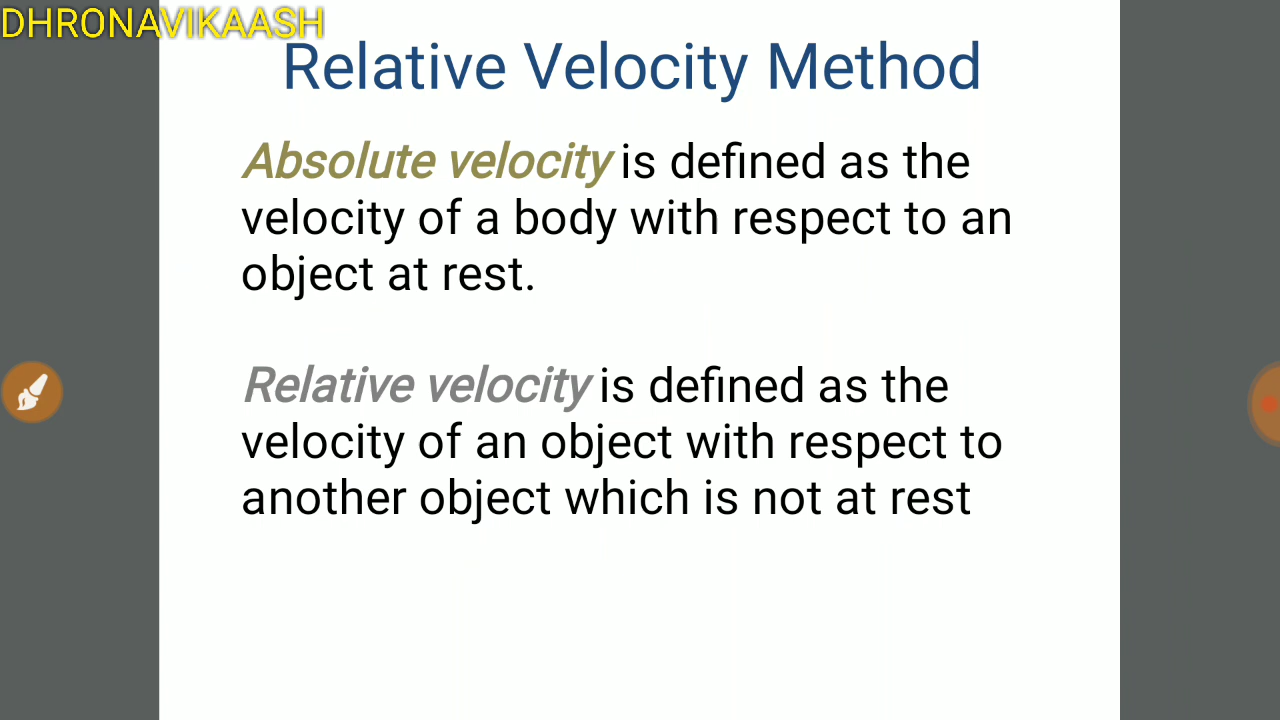 DHRONAVIKAASH
Relative Velocity Method
Absolute velocity is defined as the
velocity of a body with respect to an
object at rest.
Relative velocity is defined as the
velocity of an object with respect to
another object which is not at rest